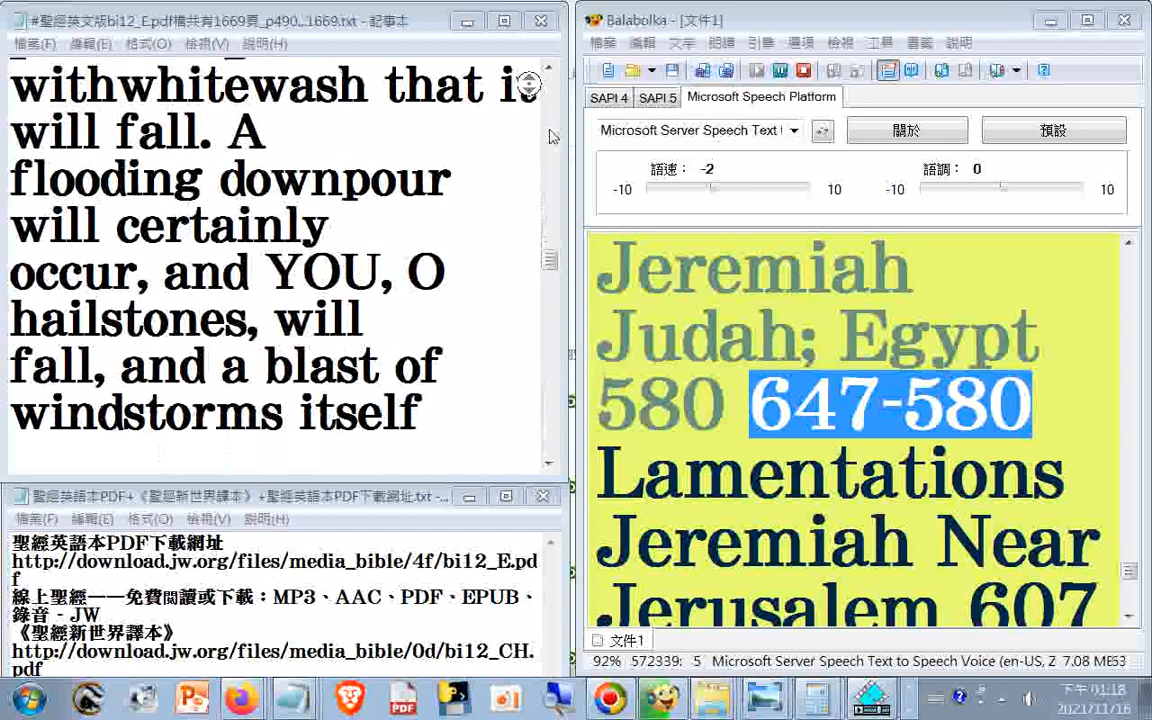 #聖經英文版bi12_E.pdf檔共有1669頁_p490...1669.txt - 記事本
檔案(F) 編輯(E) 格式(O) 檢視(V) 說明(H)
withwhitewash that it
will fall. A
flooding downpour
will certainly
occur, and YOU, O
hailstones, will
fall, and a blast of
windstorms itself
聖經英語本PDF+《聖經新世界譯本》+聖經英語本PDF下載網址.txt -...
檔案(F) 編輯(E) 格式(O) 檢視(V) 說明(H)
聖經英語本PDF下載網址
http://download.jw.org/files/media_bible/4f/bi12_E.pd
f
線上聖經——免費閱讀或下載：MP3、AAC、PDF、EPUB、
錄音 - JW
《聖經新世界譯本》
http://download.jw.org/files/media_bible/0d/bi12_CH.
pdf
Balabolka - [文件1]
檔案 編輯 文字 朗讀 引擎 選項 檢視 工具 書籤 說明
SAPI 4 SAPI 5 Microsoft Speech Platform
Microsoft Server Speech Text
關於 預設
語速： -2 語調： 0
-10 10 -10 10
Jeremiah
Judah; Egypt
580 647-580
Lamentations
Jeremiah Near
Jerusalem 607
文件1
92% 572339: 5 Microsoft Server Speech Text to Speech Voice (en-US, Z 7.08 ME53
PDF
下午 01:18
2021/11/16